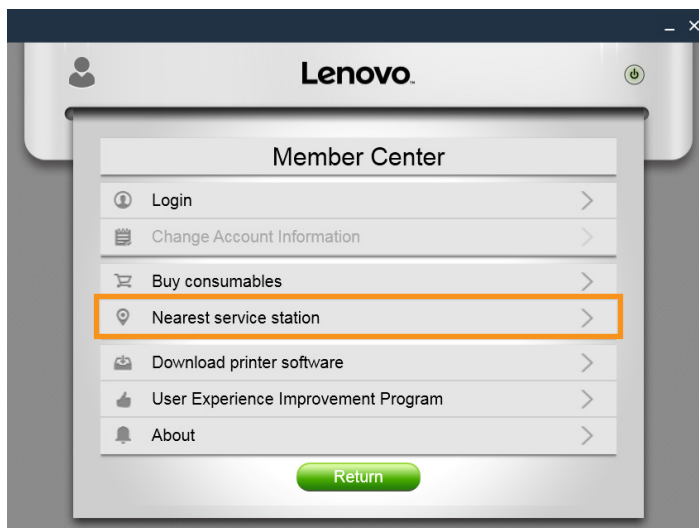 Lenovo.
Member Center
Login
Change Account Information
Buy consumables
Nearest service station
Download printer software
User Experience Improvement Program
About
Return